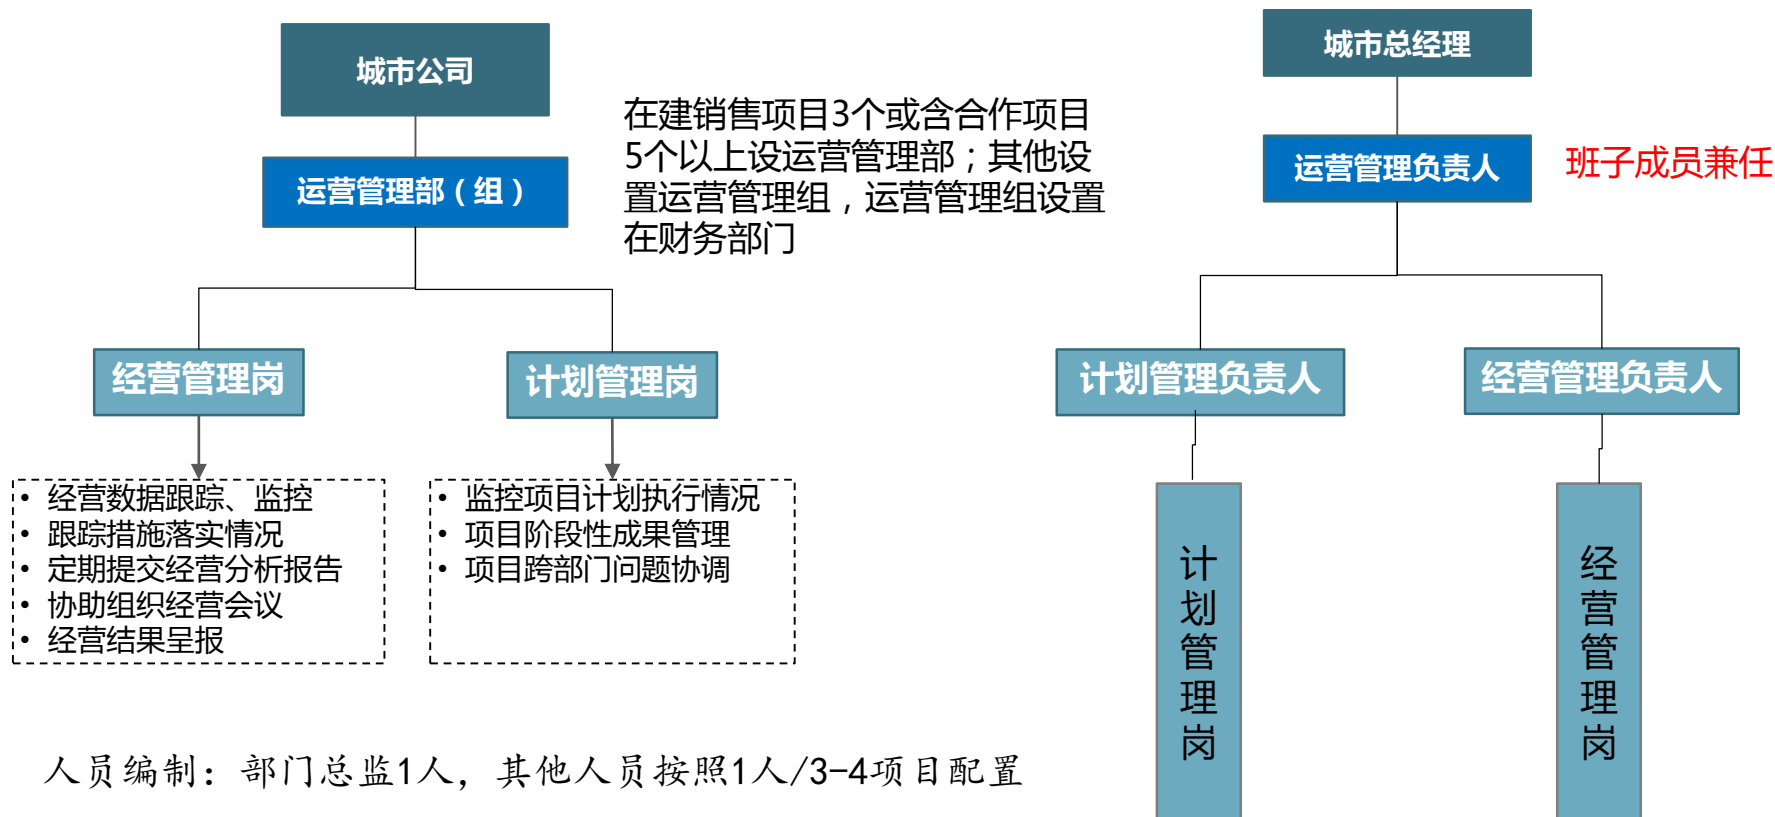 城市公司
运营管理部（组）
在建销售项目3个或含合作项目
5个以上设运营管理部；其他设
置运营管理组，运营管理组设置
在财务部门
经营管理岗
计划管理岗
• 经营数据跟踪、监控
• 跟踪措施落实情况
• 定期提交经营分析报告
• 协助组织经营会议
• 经营结果呈报
• 监控项目计划执行情况
• 项目阶段性成果管理
• 项目跨部门问题协调
人员编制：部门总监1人，其他人员按照1人/3-4项目配置
城市总经理
运营管理负责人
班子成员兼任
计划管理负责人
经营管理负责人
计划管理岗
经营管理岗